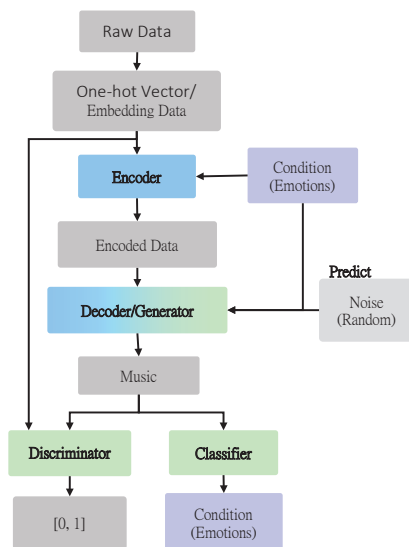 Raw Data
One-hot Vector/
Embedding Data
Encoder
Condition
(Emotions)
Encoded Data
Predict
Decoder/Generator
Noise
(Random)
Music
Discriminator
Classifier
[0, 1]
Condition
(Emotions)